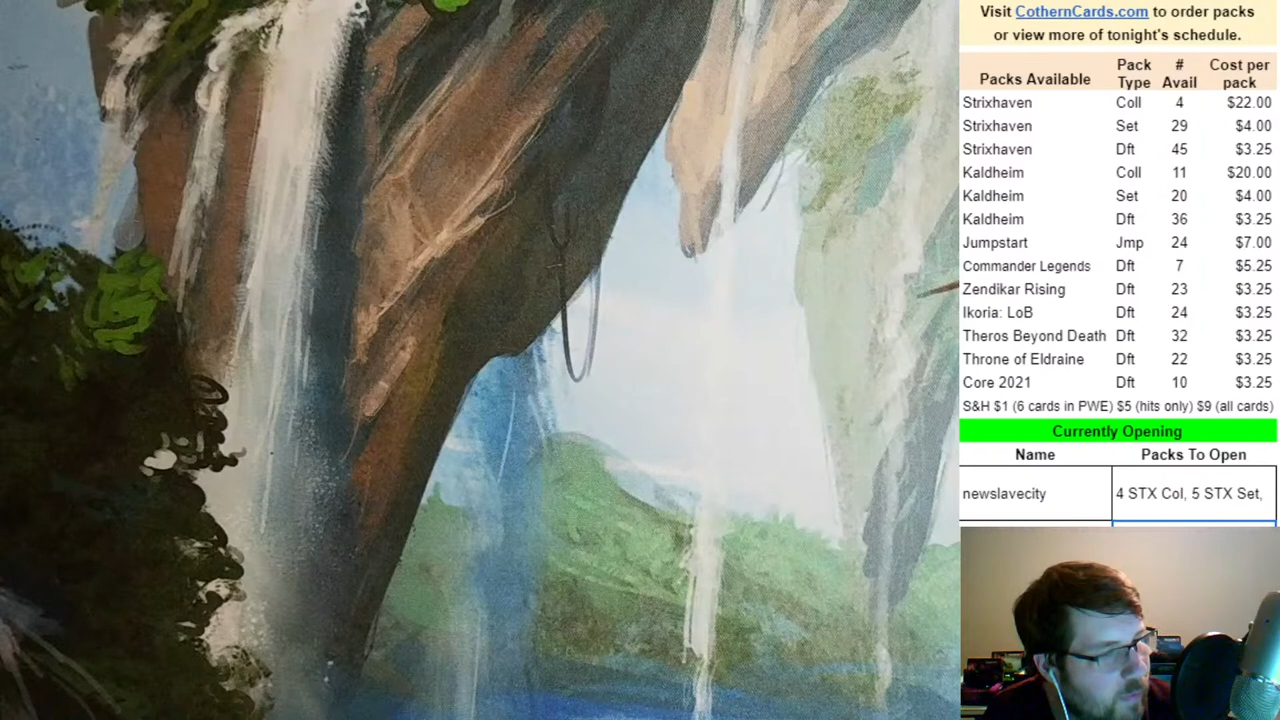 Visit CothernCards.com to order packs
or view more of tonight's schedule.
Packs Available Pack Type # Avail Cost per pack
Strixhaven Coll 4 $22.00
Strixhaven Set 29 $4.00
Strixhaven Dft 45 $3.25
Kaldheim Coll 11 $20.00
Kaldheim Set 20 $4.00
Kaldheim Dft 36 $3.25
Jumpstart Jmp 24 $7.00
Commander Legends Dft 7 $5.25
Zendikar Rising Dft 23 $3.25
Ikoria: LoB Dft 24 $3.25
Theros Beyond Death Dft 32 $3.25
Throne of Eldraine Dft 22 $3.25
Core 2021 Dft 10 $3.25
S&H $1 (6 cards in PWE) $5 (hits only) $9 (all cards)
Currently Opening
Name Packs To Open
newslavecity 4 STX Col, 5 STX Set,